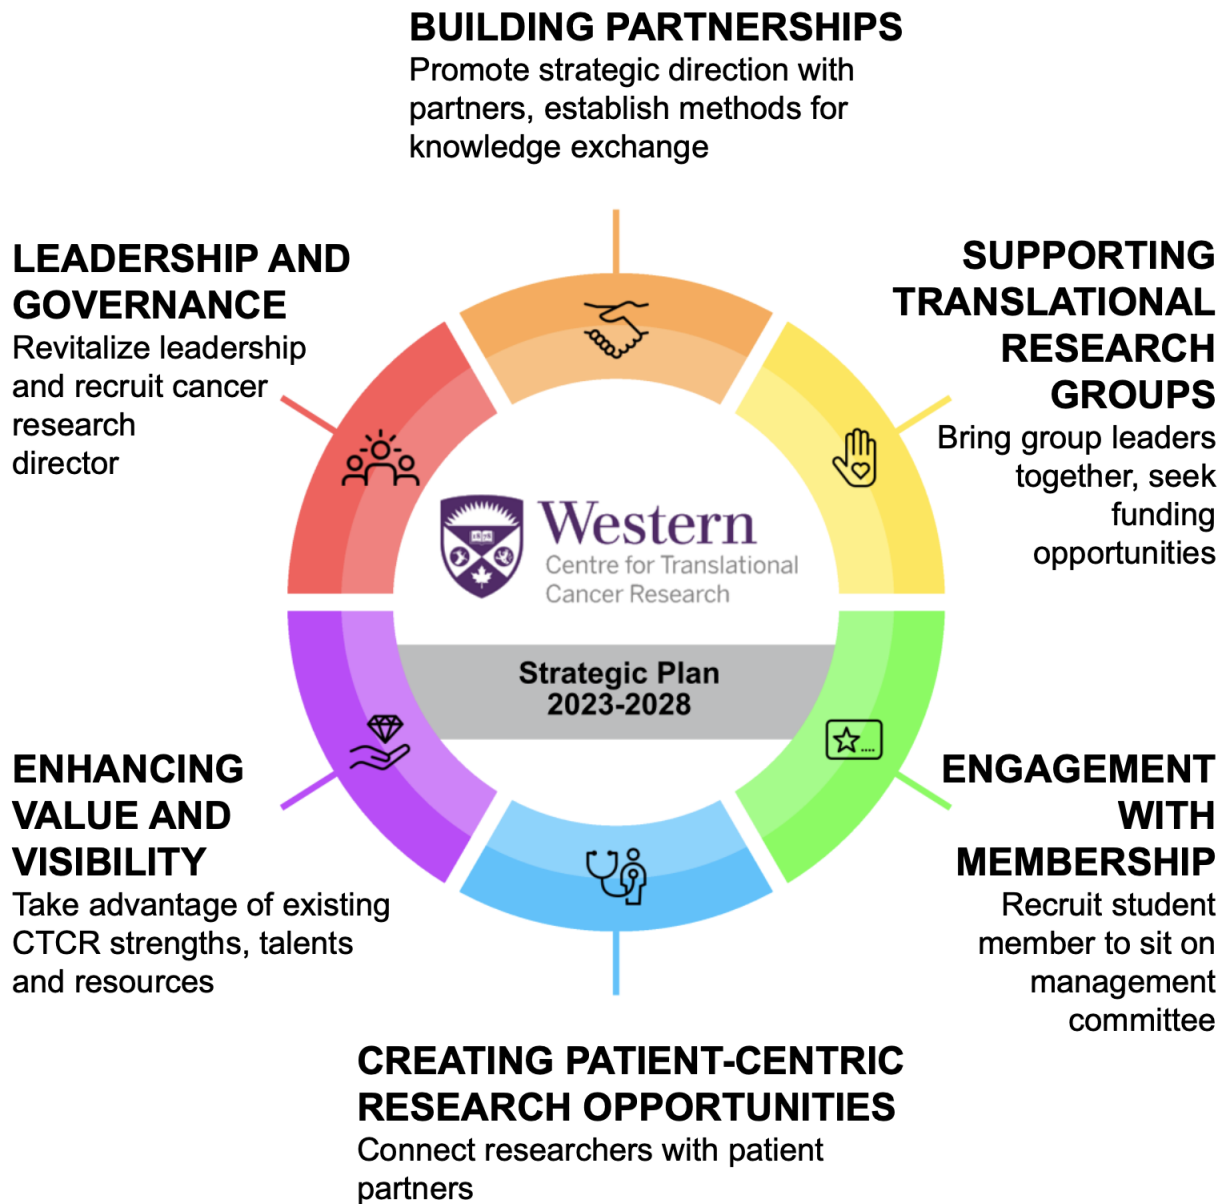 BUILDING PARTNERSHIPS
Promote strategic direction with
partners, establish methods for
knowledge exchange
LEADERSHIP AND
GOVERNANCE
Revitalize leadership
and recruit cancer
research
director
SUPPORTING
TRANSLATIONAL
RESEARCH
GROUPS
Bring group leaders
together, seek
funding
opportunities
Western
Centre for Translational
Cancer Research
Strategic Plan
2023-2028
ENHANCING
VALUE AND
VISIBILITY
Take advantage of existing
CTCR strengths, talents
and resources
ENGAGEMENT
WITH
MEMBERSHIP
Recruit student
member to sit on
management
committee
CREATING PATIENT-CENTRIC
RESEARCH OPPORTUNITIES
Connect researchers with patient
partners